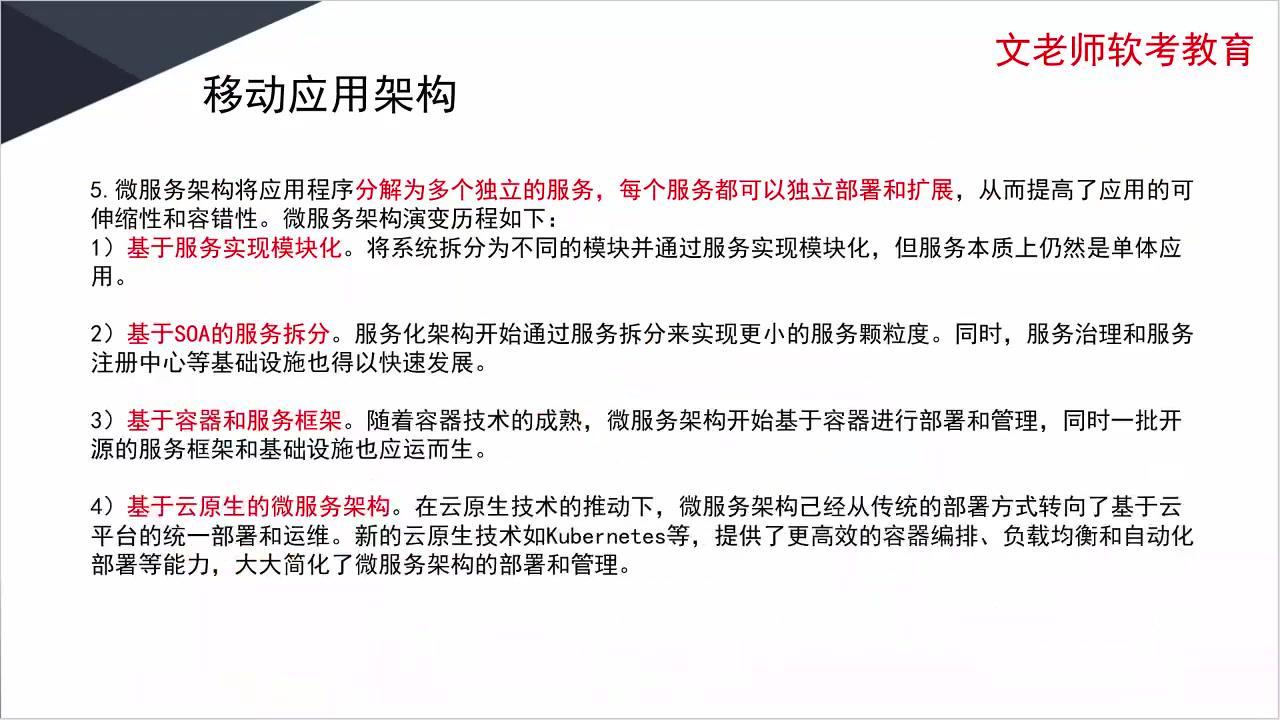 文老师软考教育
移动应用架构
5.微服务架构将应用程序分解为多个独立的服务，每个服务都可以独立部署和扩展，从而提高了应用的可
伸缩性和容错性。微服务架构演变历程如下：
1）基于服务实现模块化。将系统拆分为不同的模块并通过服务实现模块化，但服务本质上仍然是单体应
用。
2）基于SOA的服务拆分。服务化架构开始通过服务拆分来实现更小的服务颗粒度。同时，服务治理和服务
注册中心等基础设施也得以快速发展。
3）基于容器和服务框架。随着容器技术的成熟，微服务架构开始基于容器进行部署和管理，同时一批开
源的服务框架和基础设施也应运而生。
4）基于云原生的微服务架构。在云原生技术的推动下，微服务架构己经从传统的部署方式转向了基于云
平台的统一部署和运维。新的云原生技术如Kubernetes等，提供了更高效的容器编排、负载均衡和自动化
部署等能力，大大简化了微服务架构的部署和管理。